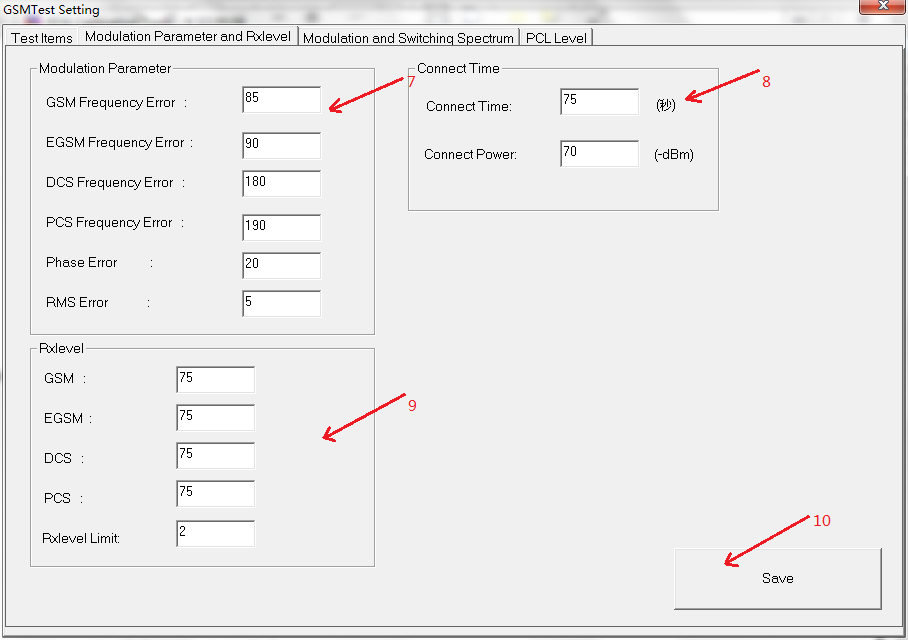 GSMTest Setting
Test Items Modulation Parameter and Rxlevel Modulation and Switching Spectrum PCL Level
Modulation Parameter
GSM Frequency Error : 85
EGSM Frequency Error : 90
DCS Frequency Error : 180
PCS Frequency Error : 190
Phase Error : 20
RMS Error : 5
7
Connect Time
Connect Time: 75 (秒)
Connect Power: 70 (-dBm)
8
Rxlevel
GSM : 75
EGSM : 75
DCS : 75
PCS : 75
Rxlevel Limit: 2
9
10
Save